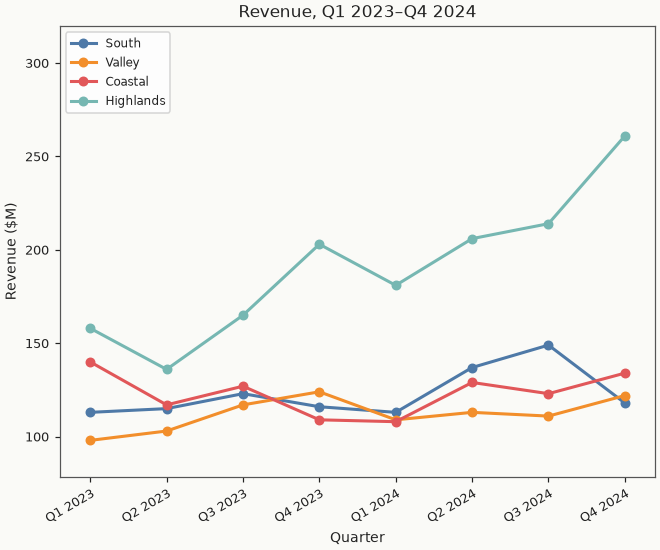 Revenue, Q1 2023–Q4 2024
South
Valley
Coastal
Highlands
300
250
200
150
100
Revenue ($M)
Q1 2023
Q2 2023
Q3 2023
Q4 2023
Q1 2024
Q2 2024
Q3 2024
Q4 2024
Quarter